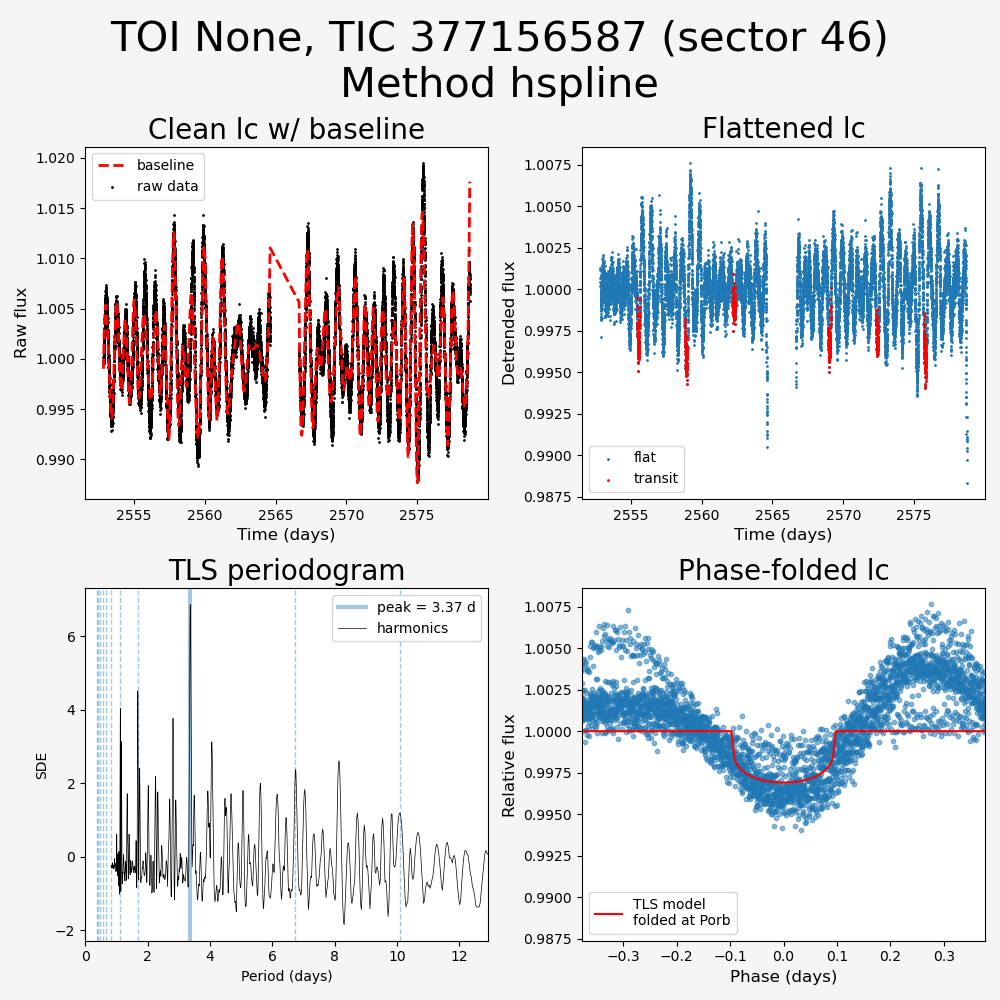 TOI None, TIC 377156587 (sector 46)
Method hspline
Clean lc w/ baseline
Flattened lc
baseline
raw data
1.020
1.015
1.010
1.005
1.000
0.995
0.990
Raw flux
2555
2560
2565
2570
2575
Time (days)
1.0075
1.0050
1.0025
1.0000
0.9975
0.9950
0.9925
0.9900
0.9875
Detrended flux
flat
transit
2555
2560
2565
2570
2575
Time (days)
TLS periodogram
Phase-folded lc
peak = 3.37 d
harmonics
6
4
2
0
−2
SDE
0
2
4
6
8
10
12
Period (days)
1.0075
1.0050
1.0025
1.0000
0.9975
0.9950
0.9925
0.9900
0.9875
Relative flux
TLS model
folded at Porb
−0.3
−0.2
−0.1
0.0
0.1
0.2
0.3
Phase (days)